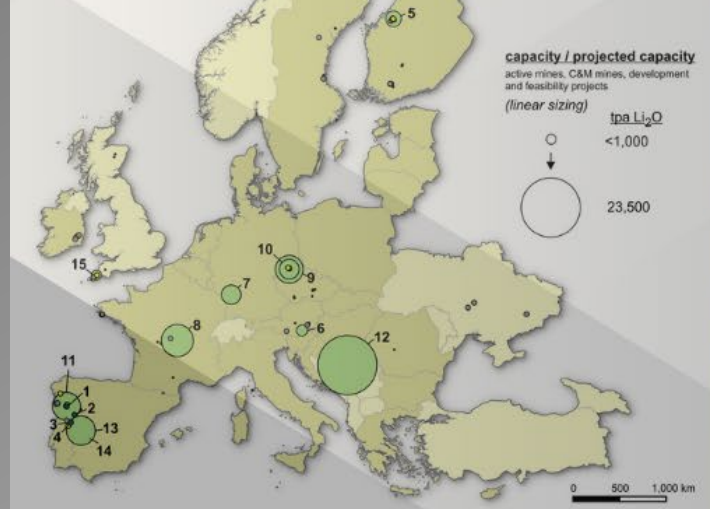 5
capacity / projected capacity
active mines, C&M mines, development
and feasibility projects
(linear sizing)
tpa Li2O
<1,000
23,500
10
15
9
7
8
6
12
11
1
2
3
13
4
14
0 500 1,000 km